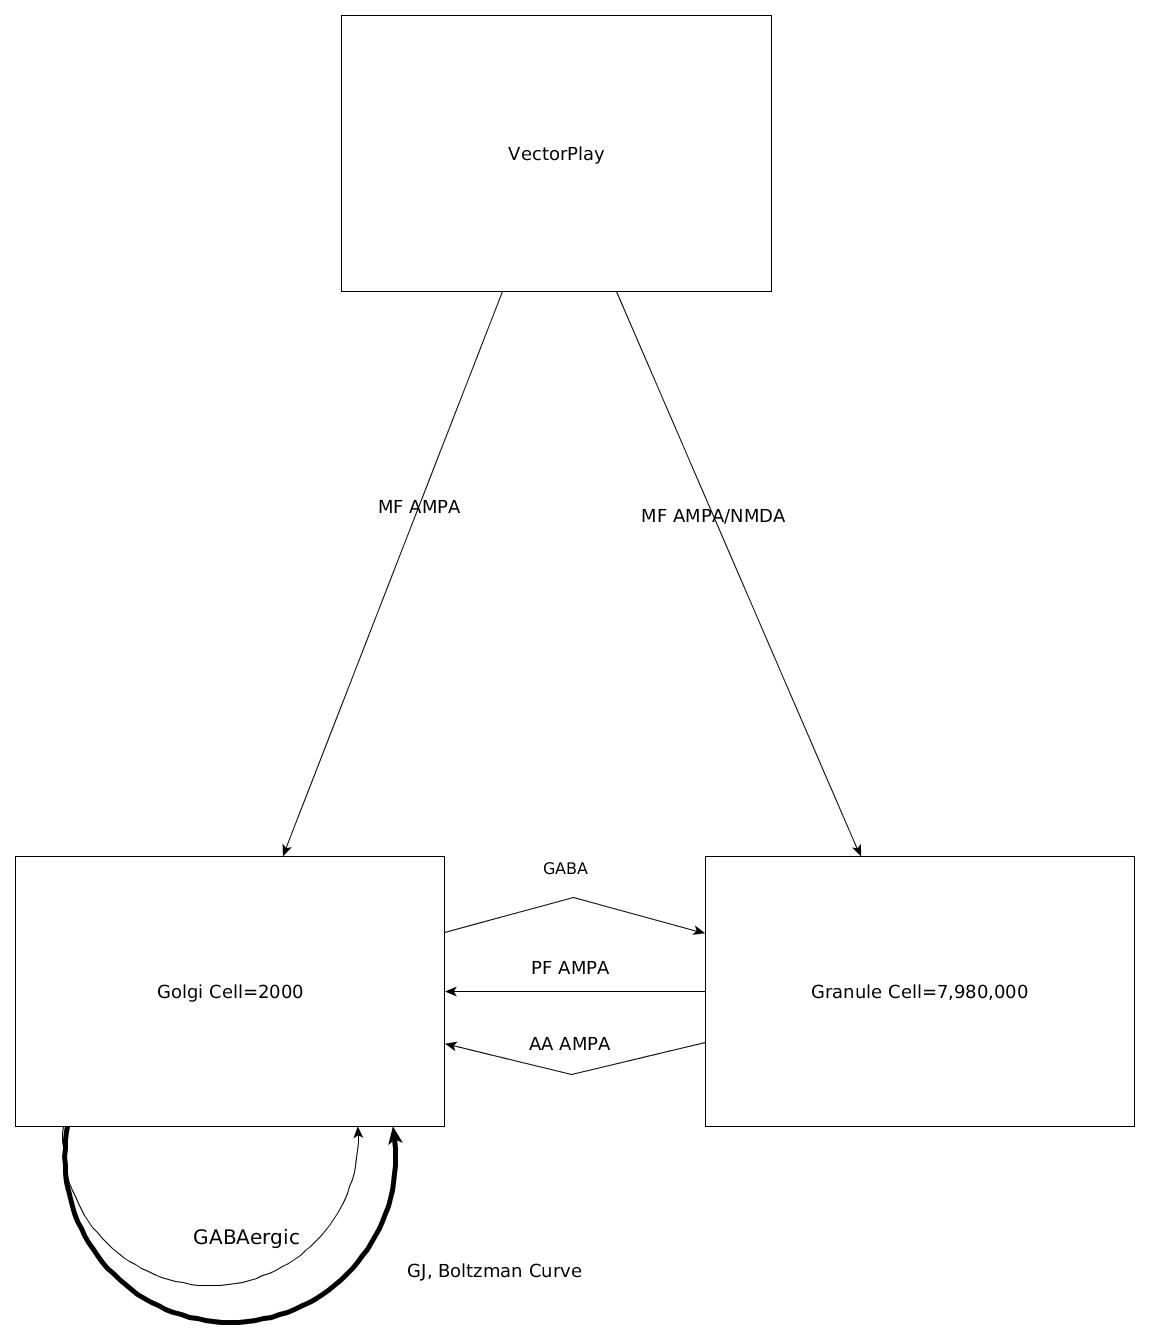 VectorPlay
MF AMPA
MF AMPA/NMDA
GABA
PF AMPA
Golgi Cell=2000
Granule Cell=7,980,000
AA AMPA
GABAergic
GJ, Boltzman Curve